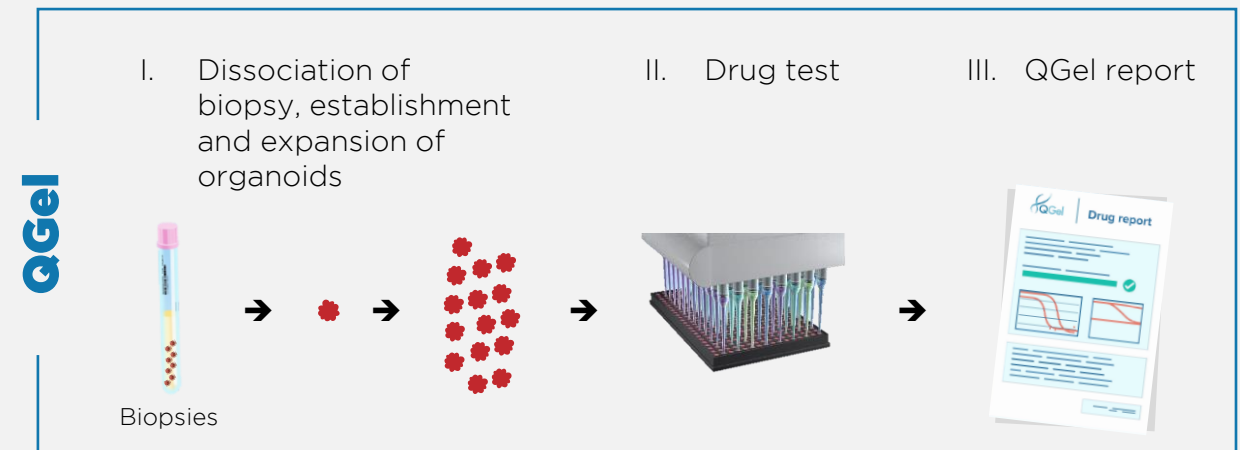 I. Dissociation of
biopsy, establishment
and expansion of
organoids
II. Drug test
III. QGel report
QGel
Biopsies
QGel
Drug report